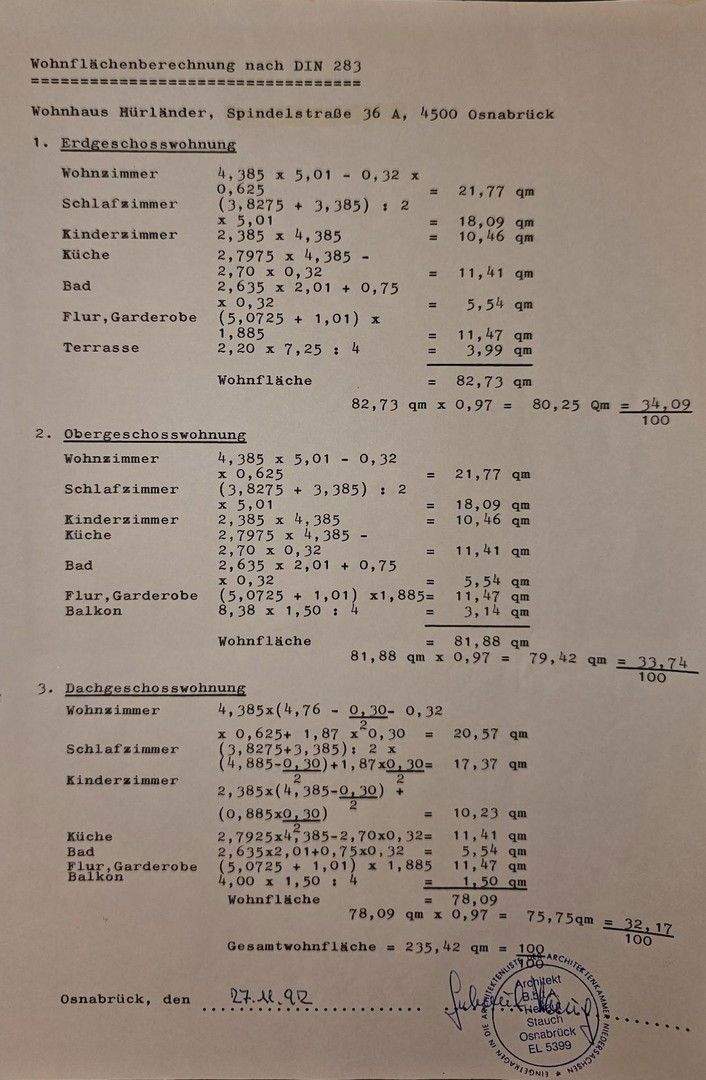 Wohnflächenberechnung nach DIN 283
==================================
Wohnhaus Hürländer, Spindelstraße 36 A, 4500 Osnabrück
1. Erdgeschosswohnung
Wohnzimmer 4,385 x 5,01 - 0,32 x
0,625 = 21,77 qm
Schlafzimmer (3,8275 + 3,385) : 2
x 5,01 = 18,09 qm
Kinderzimmer 2,385 x 4,385 = 10,46 qm
Küche 2,7975 x 4,385 -
2,70 x 0,32 = 11,41 qm
Bad 2,635 x 2,01 + 0,75
x 0,32 = 5,54 qm
Flur,Garderobe (5,0725 + 1,01) x
1,885 = 11,47 qm
Terrasse 2,20 x 7,25 : 4 = 3,99 qm
Wohnfläche = 82,73 qm
82,73 qm x 0,97 = 80,25 Qm = 34,09
100
2. Obergeschosswohnung
Wohnzimmer 4,385 x 5,01 - 0,32
x 0,625 = 21,77 qm
Schlafzimmer (3,8275 + 3,385) : 2
x 5,01 = 18,09 qm
Kinderzimmer 2,385 x 4,385 = 10,46 qm
Küche 2,7975 x 4,385 -
2,70 x 0,32 = 11,41 qm
Bad 2,635 x 2,01 + 0,75
x 0,32 = 5,54 qm
Flur,Garderobe (5,0725 + 1,01) x1,885= 11,47 qm
Balkon 8,38 x 1,50 : 4 = 3,14 qm
Wohnfläche = 81,88 qm
81,88 qm x 0,97 = 79,42 qm = 33,74
100
3. Dachgeschosswohnung
Wohnzimmer 4,385x(4,76 - 0,30- 0,32
2
x 0,625+ 1,87 x 0,30 = 20,57 qm
Schlafzimmer (3,8275+3,385): 2 x
(4,885-0,30)+1,87x0,30= 17,37 qm
2 2
Kinderzimmer 2,385x(4,385-0,30) +
2
(0,885x0,30) = 10,23 qm
2
Küche 2,7925x4,385-2,70x0,32= 11,41 qm
Bad 2,635x2,01+0,75x0,32 = 5,54 qm
Flur,Garderobe (5,0725 + 1,01) x 1,885 11,47 qm
Balkon 4,00 x 1,50 : 4 = 1,50 qm
Wohnfläche = 78,09
78,09 qm x 0,97 = 75,75qm = 32,17
100
Gesamtwohnfläche = 235,42 qm = 100
100
Osnabrück, den 27.11.92
EINGETRAGEN IN DIE ARCHITEKTENLISTE DER ARCHITEKTENKAMMER NIEDERSACHSEN
Architekt
Stauch
Osnabrück
EL 5399